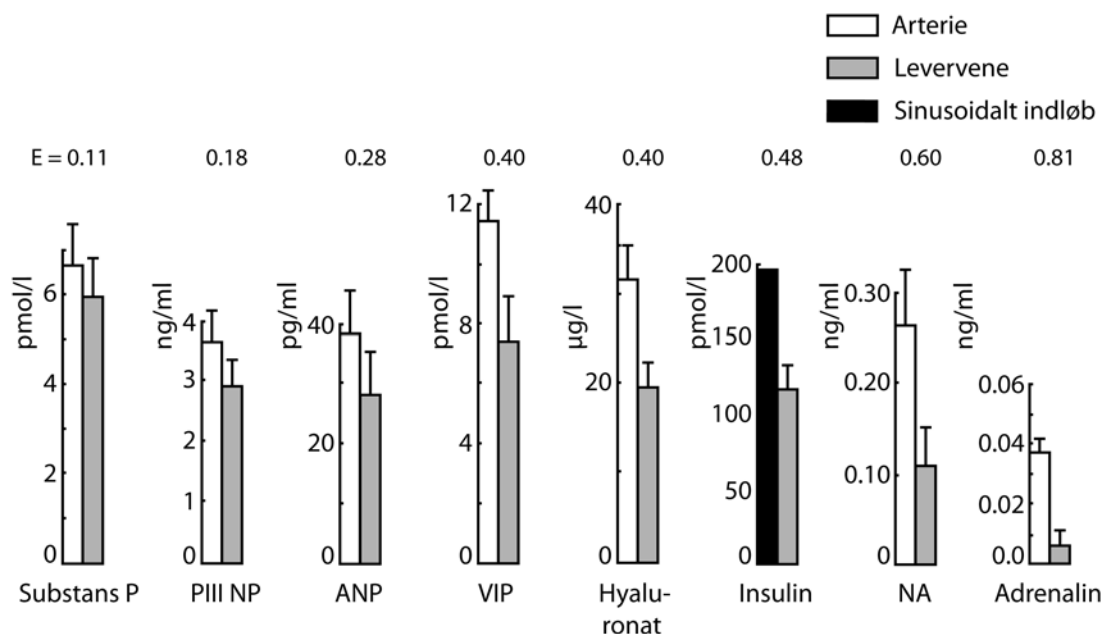 Arterie
Levervene
Sinusoidalt indløb
E = 0.11 0.18 0.28 0.40 0.40 0.48 0.60 0.81
pmol/l
6
4
2
0
Substans P
ng/ml
4
3
2
1
0
PIII NP
pg/ml
40
20
0
ANP
pmol/l
12
8
4
0
VIP
µg/l
40
20
0
Hyalu-
ronat
pmol/l
200
150
100
50
0
Insulin
ng/ml
0.30
0.20
0.10
0
NA
ng/ml
0.06
0.04
0.02
0.0
Adrenalin